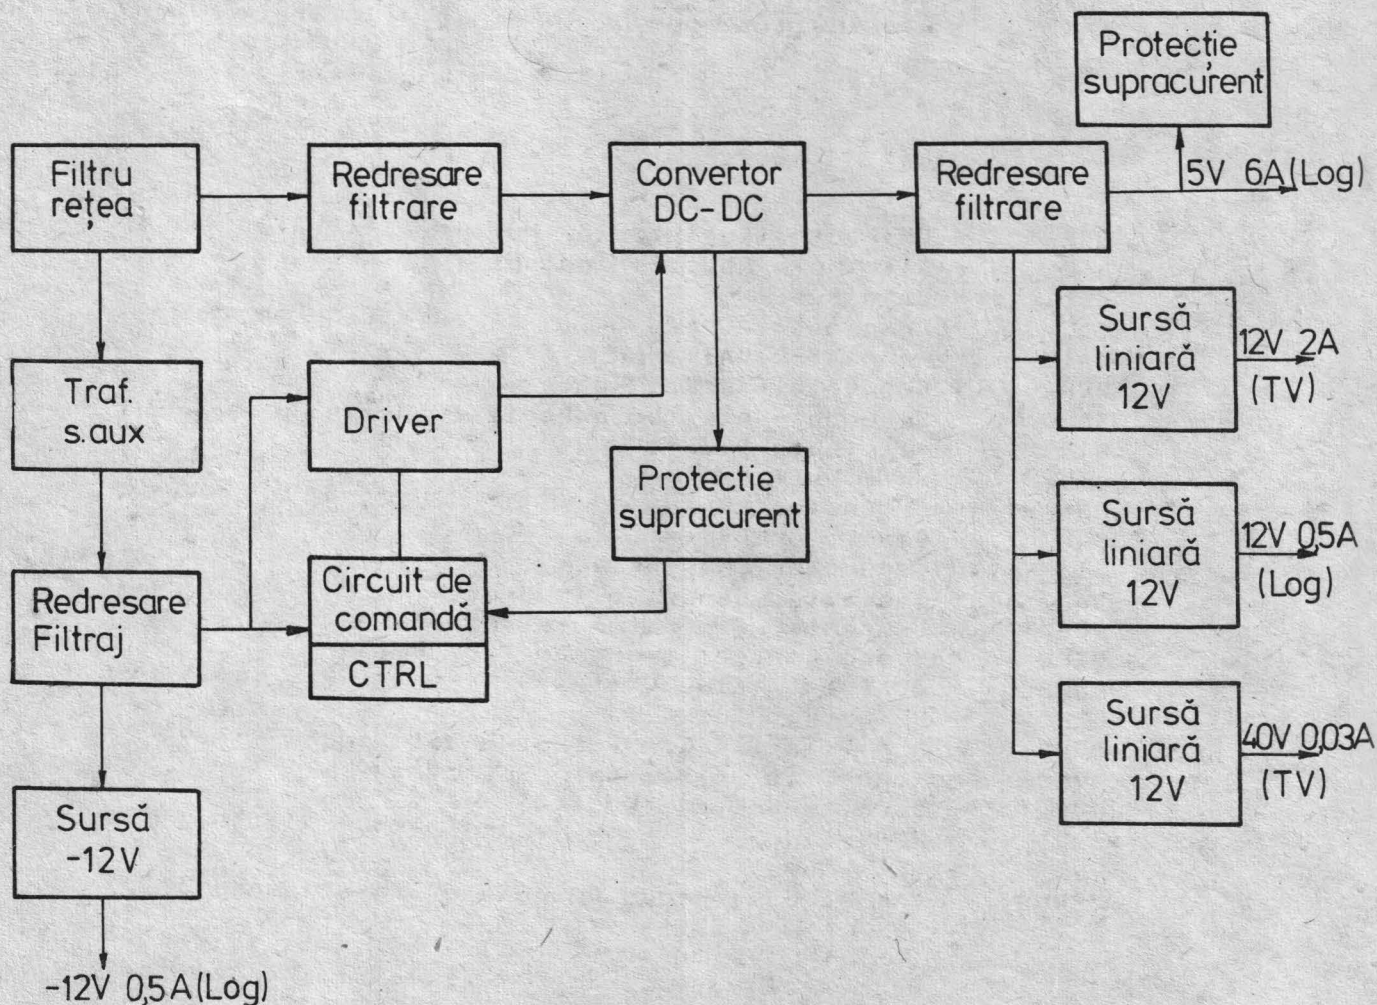 Protecție
supracurent
Filtru
rețea
Redresare
filtrare
Convertor
DC-DC
Redresare
filtrare
5V 6A(Log)
Sursă
liniară
12V
12V 2A
(TV)
Traf.
s.aux
Driver
Protectie
supracurent
Sursă
liniară
12V
12V 0,5A
(Log)
Redresare
Filtraj
Circuit de
comandă
CTRL
Sursă
liniară
12V
40V 0,03A
(TV)
Sursă
-12V
-12V 0,5A(Log)